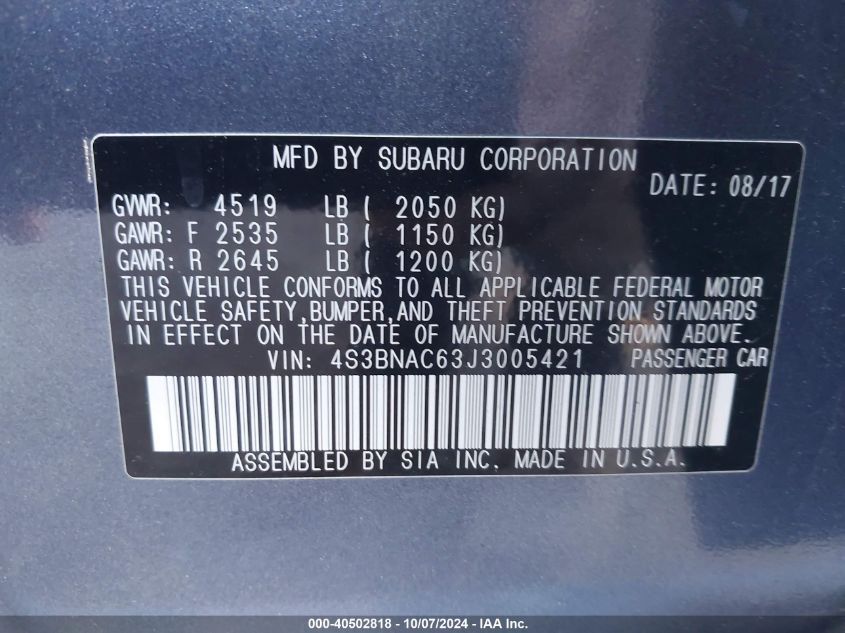 MFD BY SUBARU CORPORATION
DATE: 08/17
GVWR: 4519 LB ( 2050 KG)
GAWR: F 2535 LB ( 1150 KG)
GAWR: R 2645 LB ( 1200 KG)
THIS VEHICLE CONFORMS TO ALL APPLICABLE FEDERAL MOTOR
VEHICLE SAFETY,BUMPER,AND THEFT PREVENTION STANDARDS
IN EFFECT ON THE DATE OF MANUFACTURE SHOWN ABOVE.
VIN: 4S3BNAC63J3005421 PASSENGER CAR
ASSEMBLED BY SIA INC. MADE IN U.S.A.
000-40502818 - 10/07/2024 - IAA Inc.